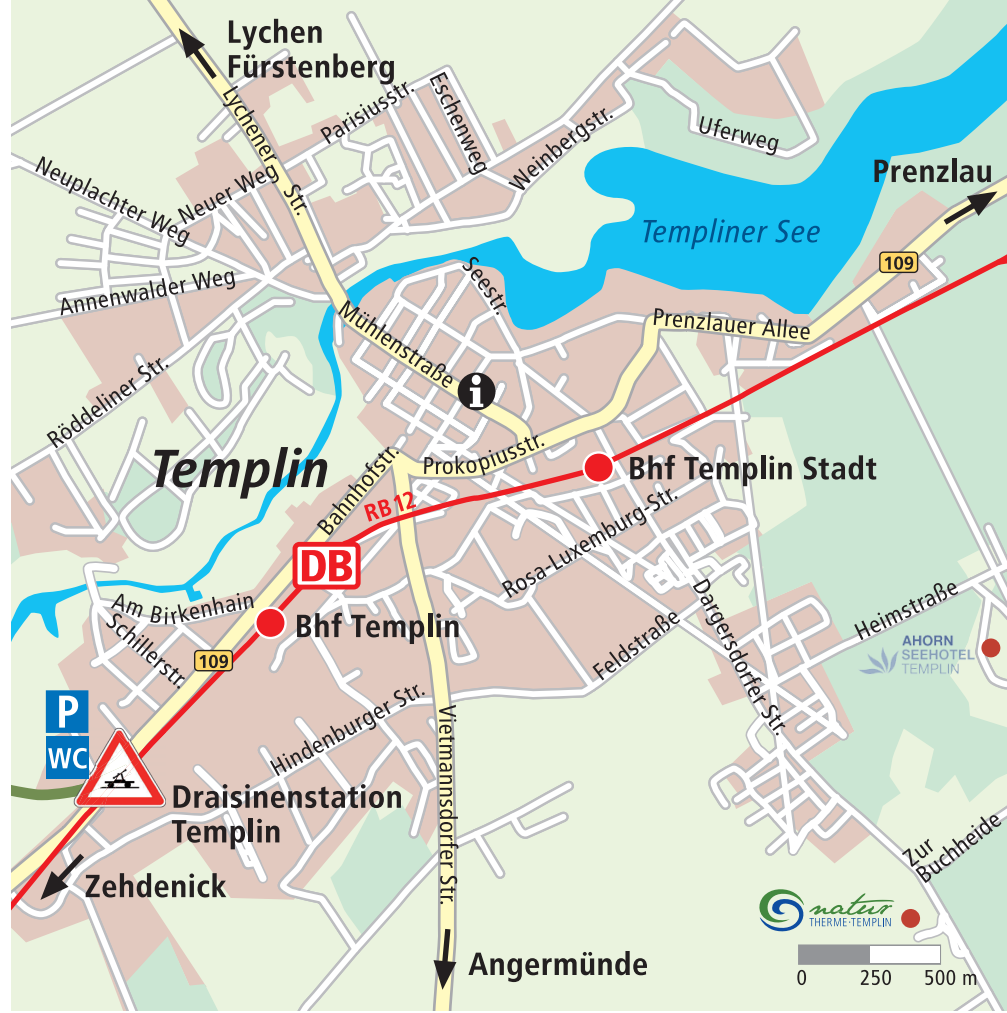 Lychen
Fürstenberg
Lychener Str.
Parisiusstr.
Eschenweg
Weinbergstr.
Uferweg
Prenzlau
Neuplachter Weg
Neuer Weg
Templiner See
109
Annenwalder Weg
Seestr.
Mühlenstraße
Prenzlauer Allee
i
Röddeliner Str.
Templin
Bahnhofstr.
Prokopiusstr.
Bhf Templin Stadt
RB 12
Rosa-Luxemburg-Str.
DB
Am Birkenhain
Bhf Templin
Schillerstr.
109
Feldstraße
Dargersdorfer Str.
Heimstraße
AHORN
SEEHOTEL
TEMPLIN
P
WC
Hindenburger Str.
Vietmannsdorfer Str.
Draisinenstation
Templin
Zehdenick
Zur
Buchheide
natur
THERME·TEMPLIN
Angermünde
0 250 500 m